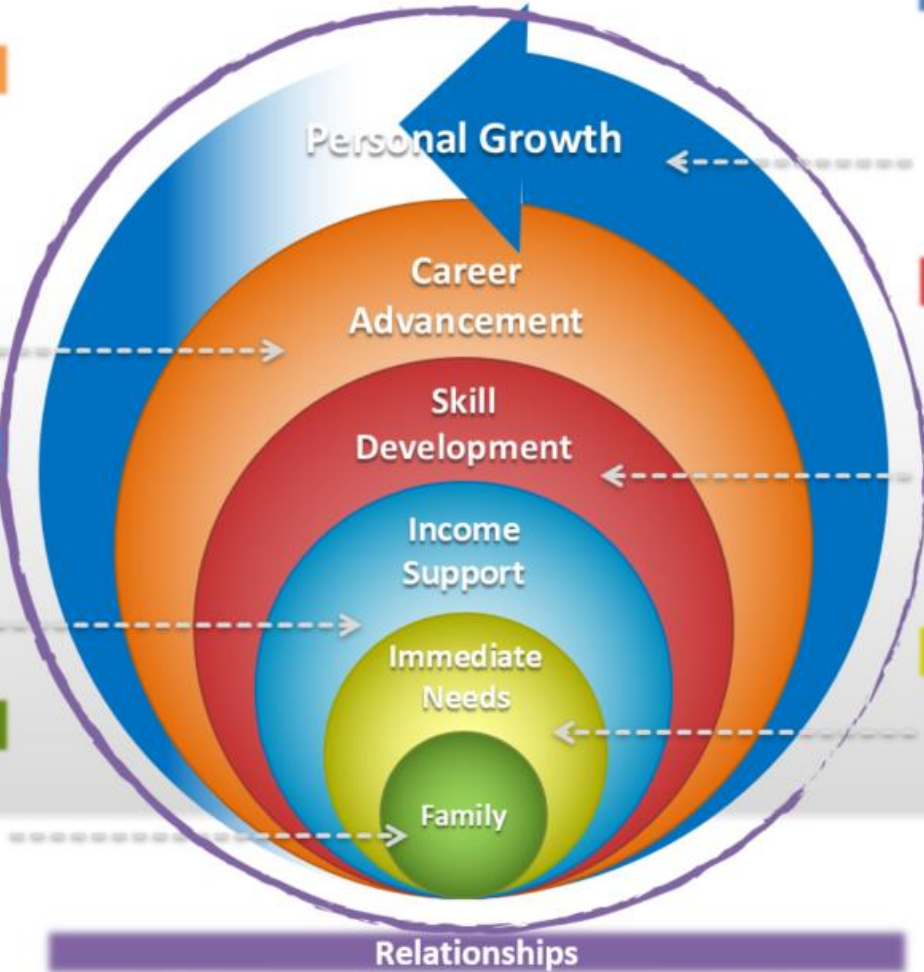 Personal Growth
Career
Advancement
Skill
Development
Income
Support
Immediate
Needs
Family
Relationships